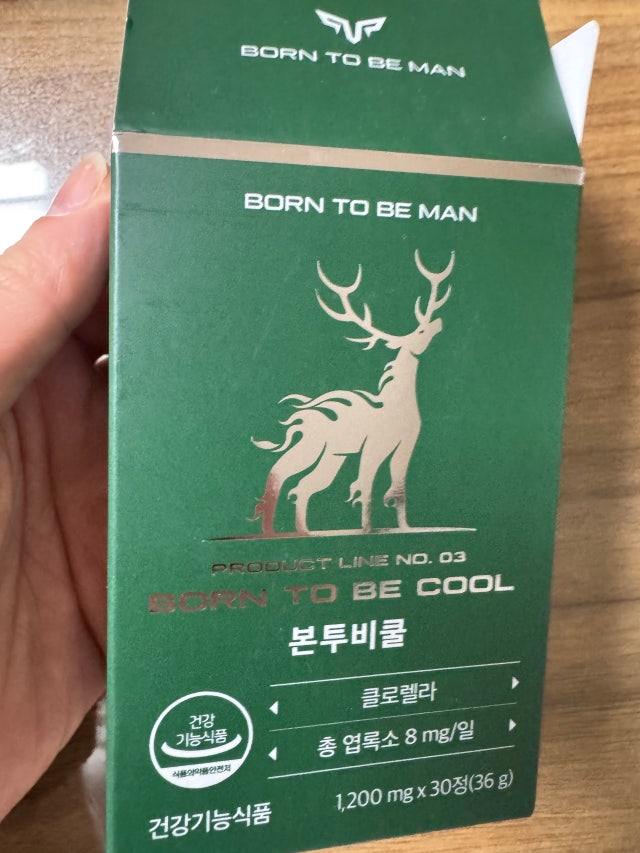 BORN TO BE MAN
BORN TO BE MAN
PRODUCT LINE NO. 03
BORN TO BE COOL
본투비쿨
클로렐라
총 엽록소 8 mg/일
건강
기능식품
식품의약품안전처
건강기능식품
1,200 mg x 30정(36 g)